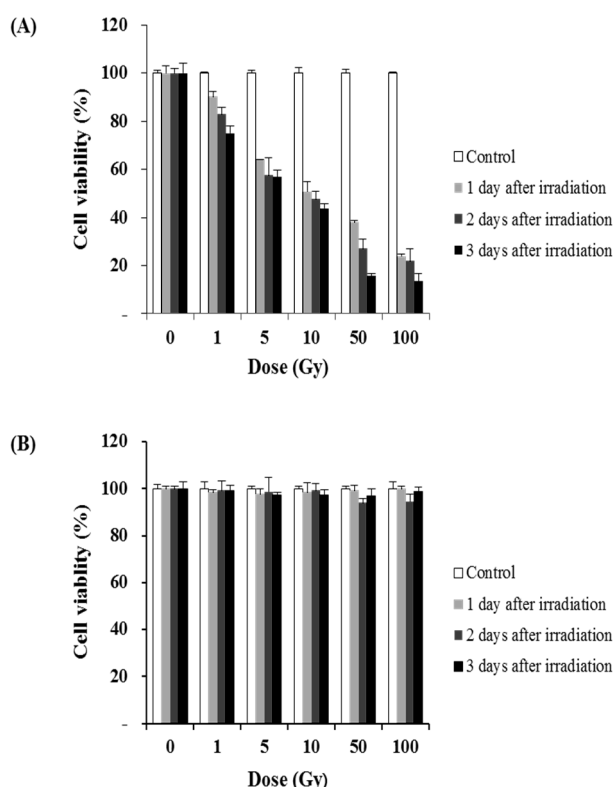 (A)
120
100
80
60
40
20
-
Cell viability (%)
0 1 5 10 50 100
Dose (Gy)
Control
1 day after irradiation
2 days after irradiation
3 days after irradiation
(B)
120
100
80
60
40
20
-
Cell viablity (%)
0 1 5 10 50 100
Dose (Gy)
Control
1 day after irradiation
2 days after irradiation
3 days after irradiation